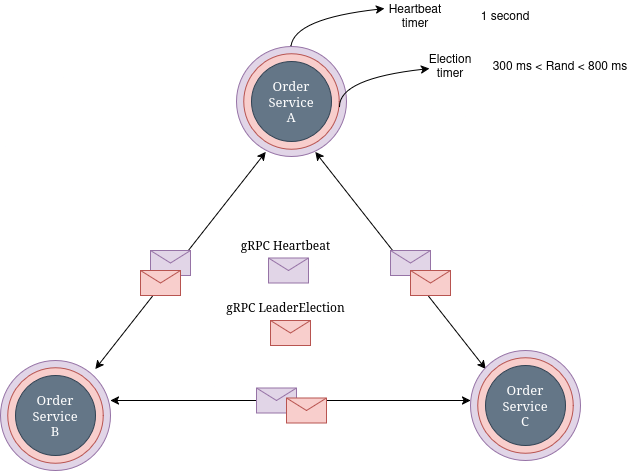 Heartbeat
timer
1 second
Election
timer
300 ms < Rand < 800 ms
Order
Service
A
gRPC Heartbeat
gRPC LeaderElection
Order
Service
B
Order
Service
C